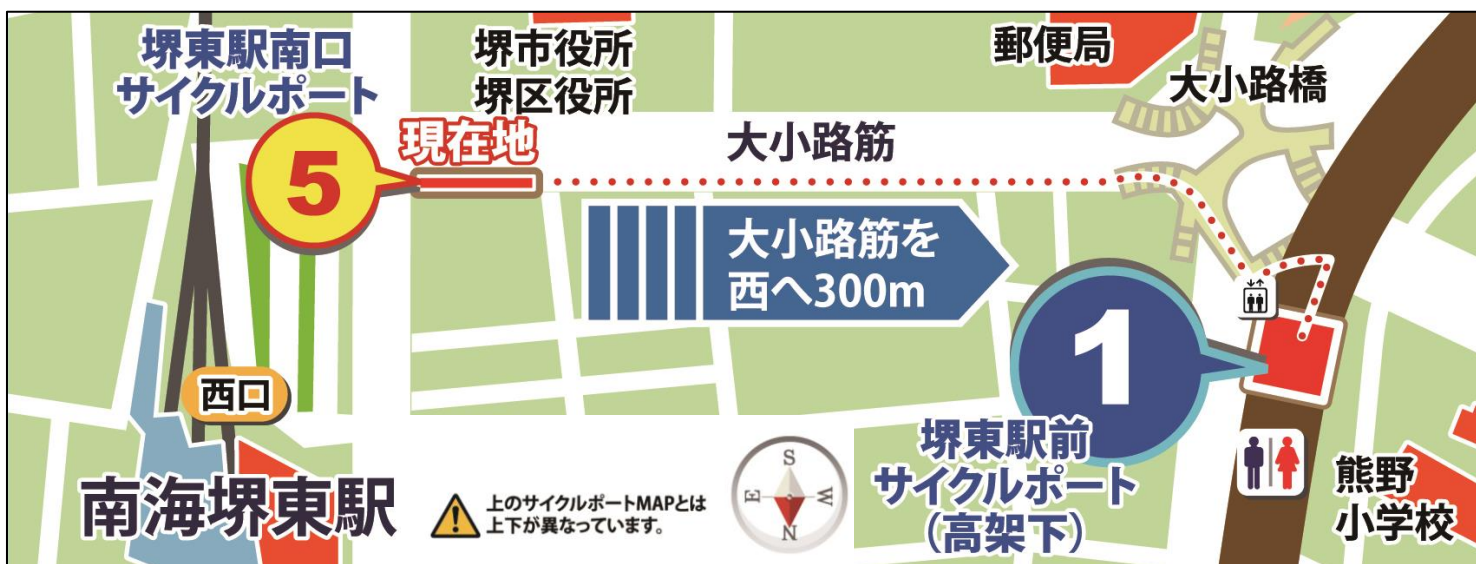 堺東駅南口
サイクルポート
5
現在地
堺市役所
堺区役所
大小路筋
郵便局
大小路橋
大小路筋を
西へ300m
1
堺東駅前
サイクルポート
(高架下)
西口
南海堺東駅
上のサイクルポートMAPとは
上下が異なっています。
S
E
W
N
熊野
小学校